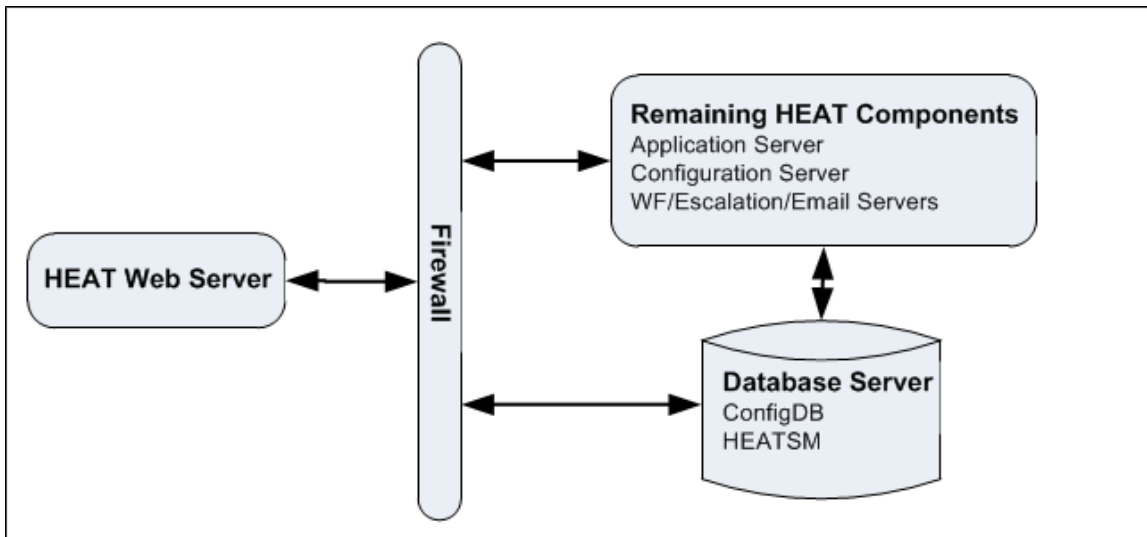 HEAT Web Server
Firewall
Remaining HEAT Components
Application Server
Configuration Server
WF/Escalation/Email Servers
Database Server
ConfigDB
HEATSM